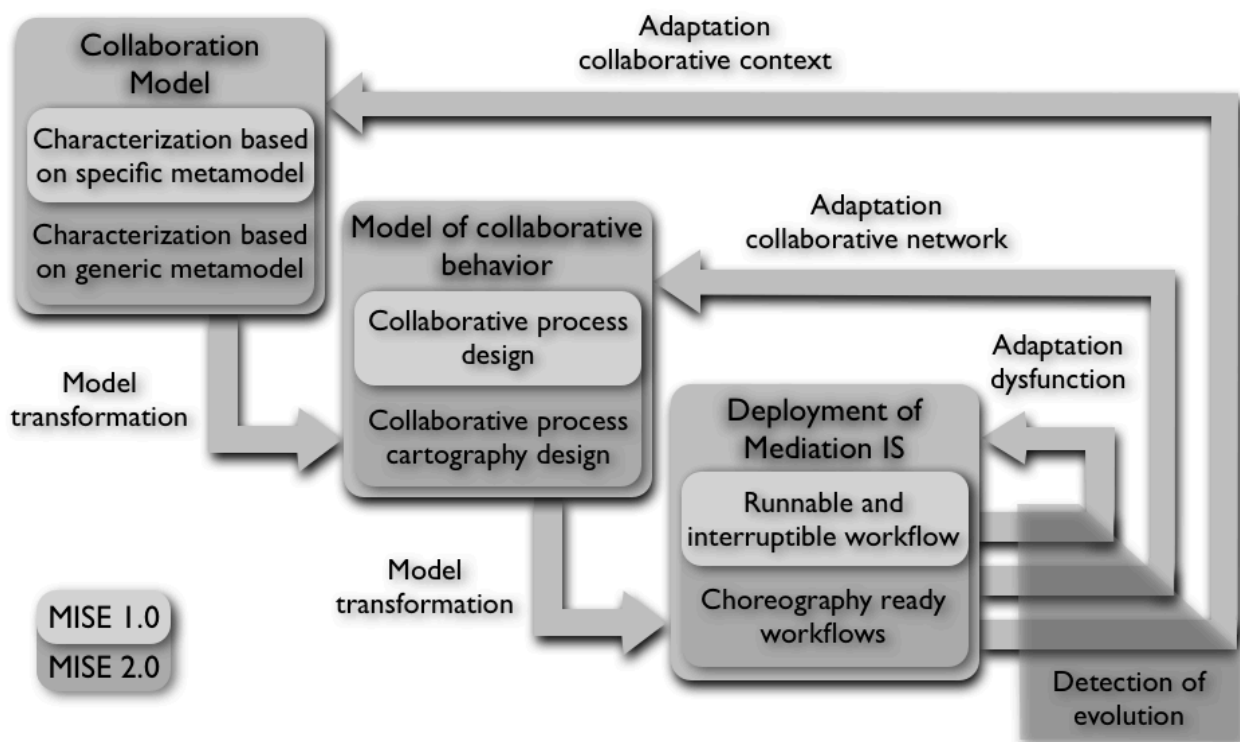 Collaboration
Model
Characterization based
on specific metamodel
Characterization based
on generic metamodel
Adaptation
collaborative context
Model
transformation
Model of collaborative
behavior
Collaborative process
design
Collaborative process
cartography design
Adaptation
collaborative network
Model
transformation
Deployment of
Mediation IS
Runnable and
interruptible workflow
Choreography ready
workflows
Adaptation
dysfunction
Detection of
evolution
MISE 1.0
MISE 2.0